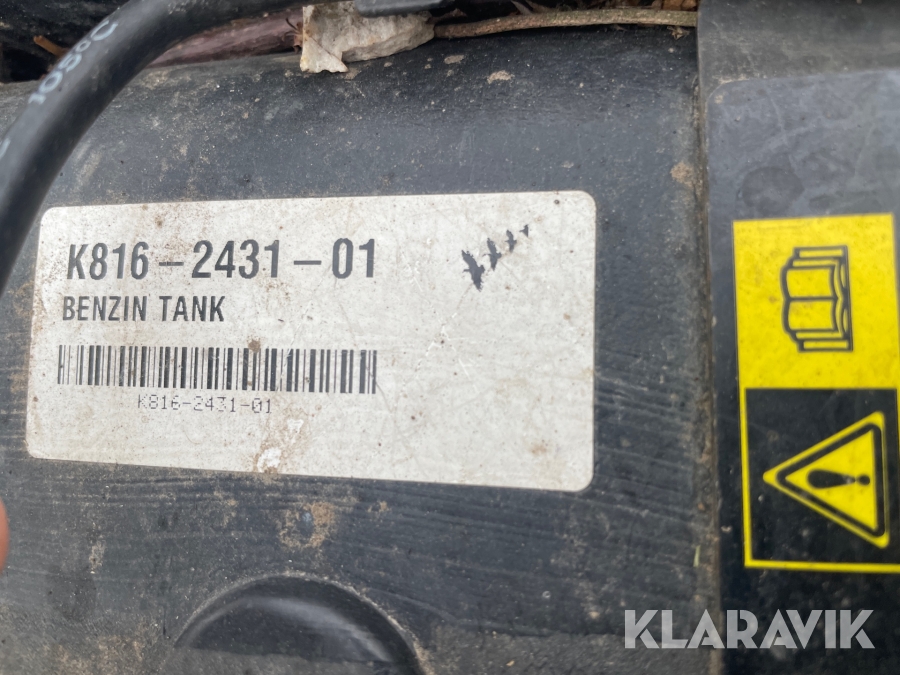 105°C
K816-2431-01
BENZIN TANK
K816-2431-01
KLARAVIK